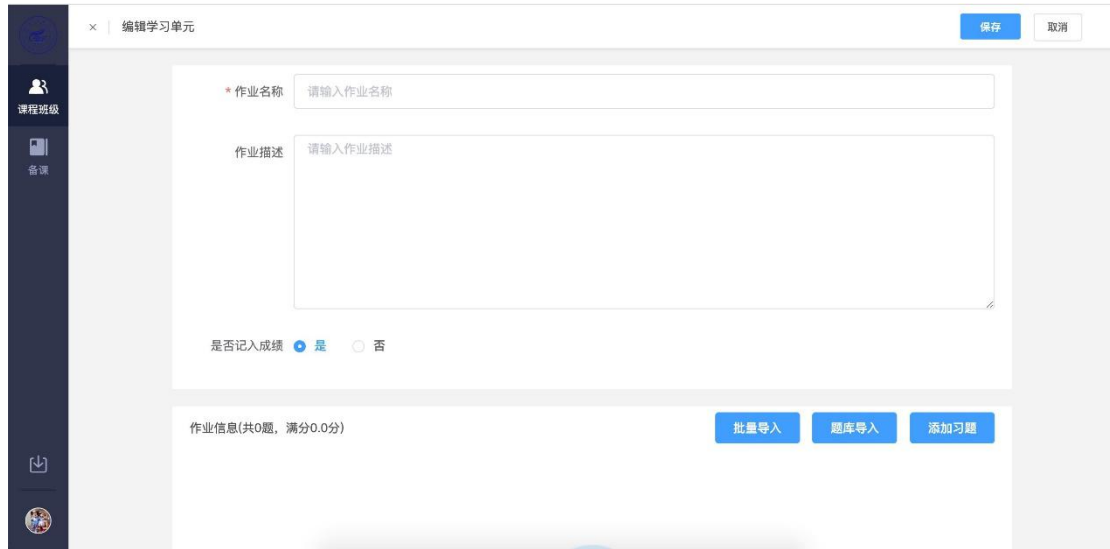 × 编辑学习单元 保存 取消
课程班级
备课
* 作业名称 请输入作业名称
作业描述 请输入作业描述
是否记入成绩 是 否
作业信息(共0题，满分0.0分) 批量导入 题库导入 添加习题